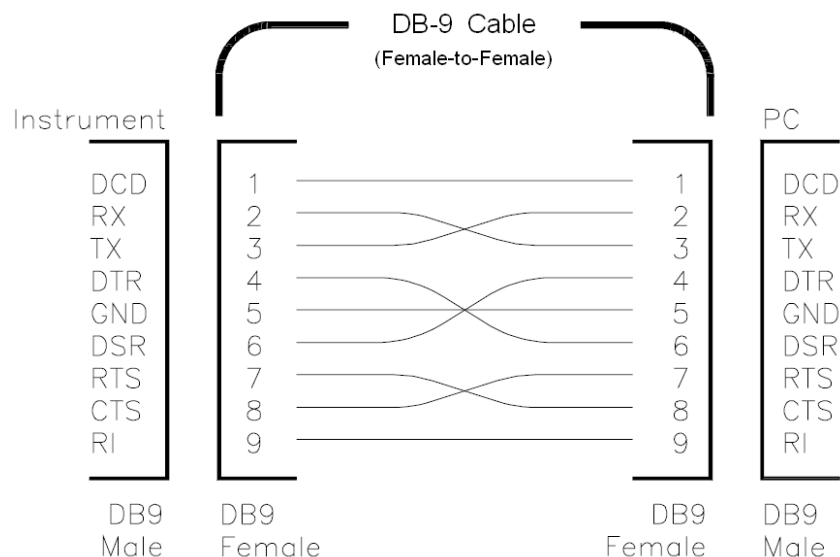 DB-9 Cable
(Female-to-Female)
Instrument PC
DCD 1 1 DCD
RX 2 2 RX
TX 3 3 TX
DTR 4 4 DTR
GND 5 5 GND
DSR 6 6 DSR
RTS 7 7 RTS
CTS 8 8 CTS
RI 9 9 RI
DB9 DB9 DB9 DB9
Male Female Female Male